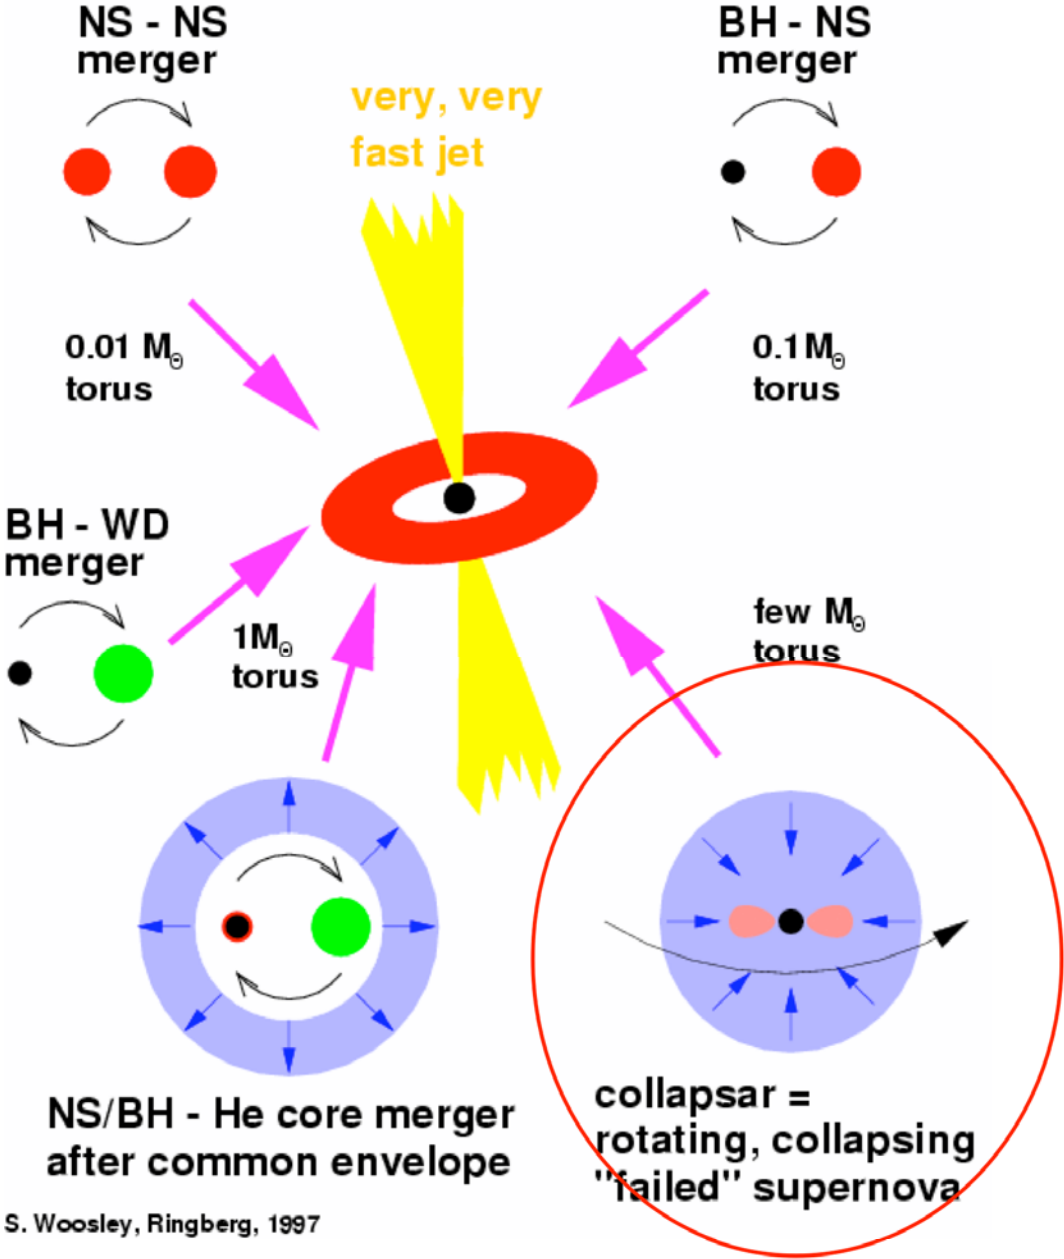 NS - NS
merger
BH - NS
merger
very, very
fast jet
0.01 M⊙
torus
0.1M⊙
torus
BH - WD
merger
1M⊙
torus
few M⊙
torus
NS/BH - He core merger
after common envelope
collapsar =
rotating, collapsing
"failed" supernova
S. Woosley, Ringberg, 1997